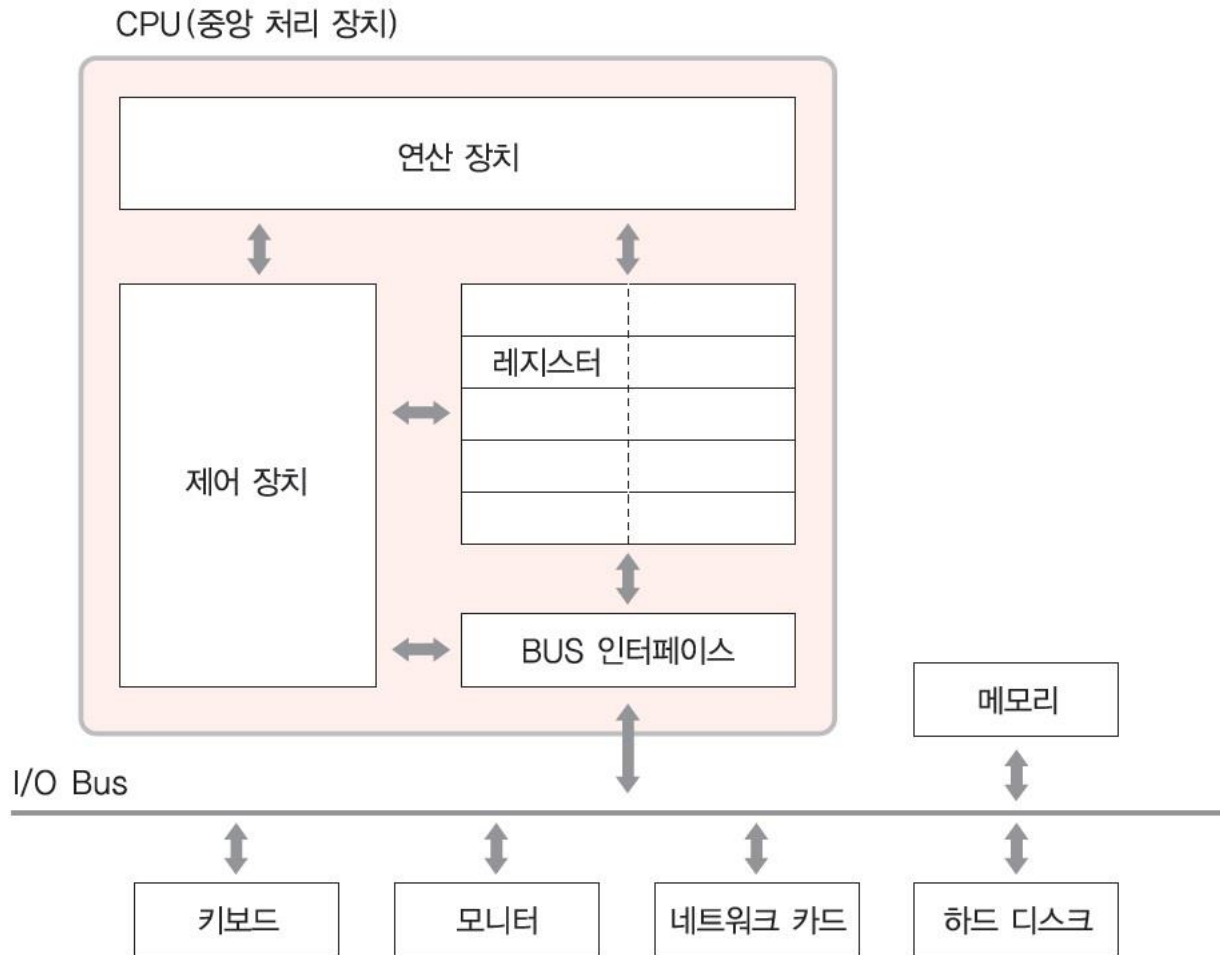 CPU(중앙 처리 장치)
연산 장치
레지스터
제어 장치
BUS 인터페이스
메모리
I/O Bus
키보드
모니터
네트워크 카드
하드 디스크